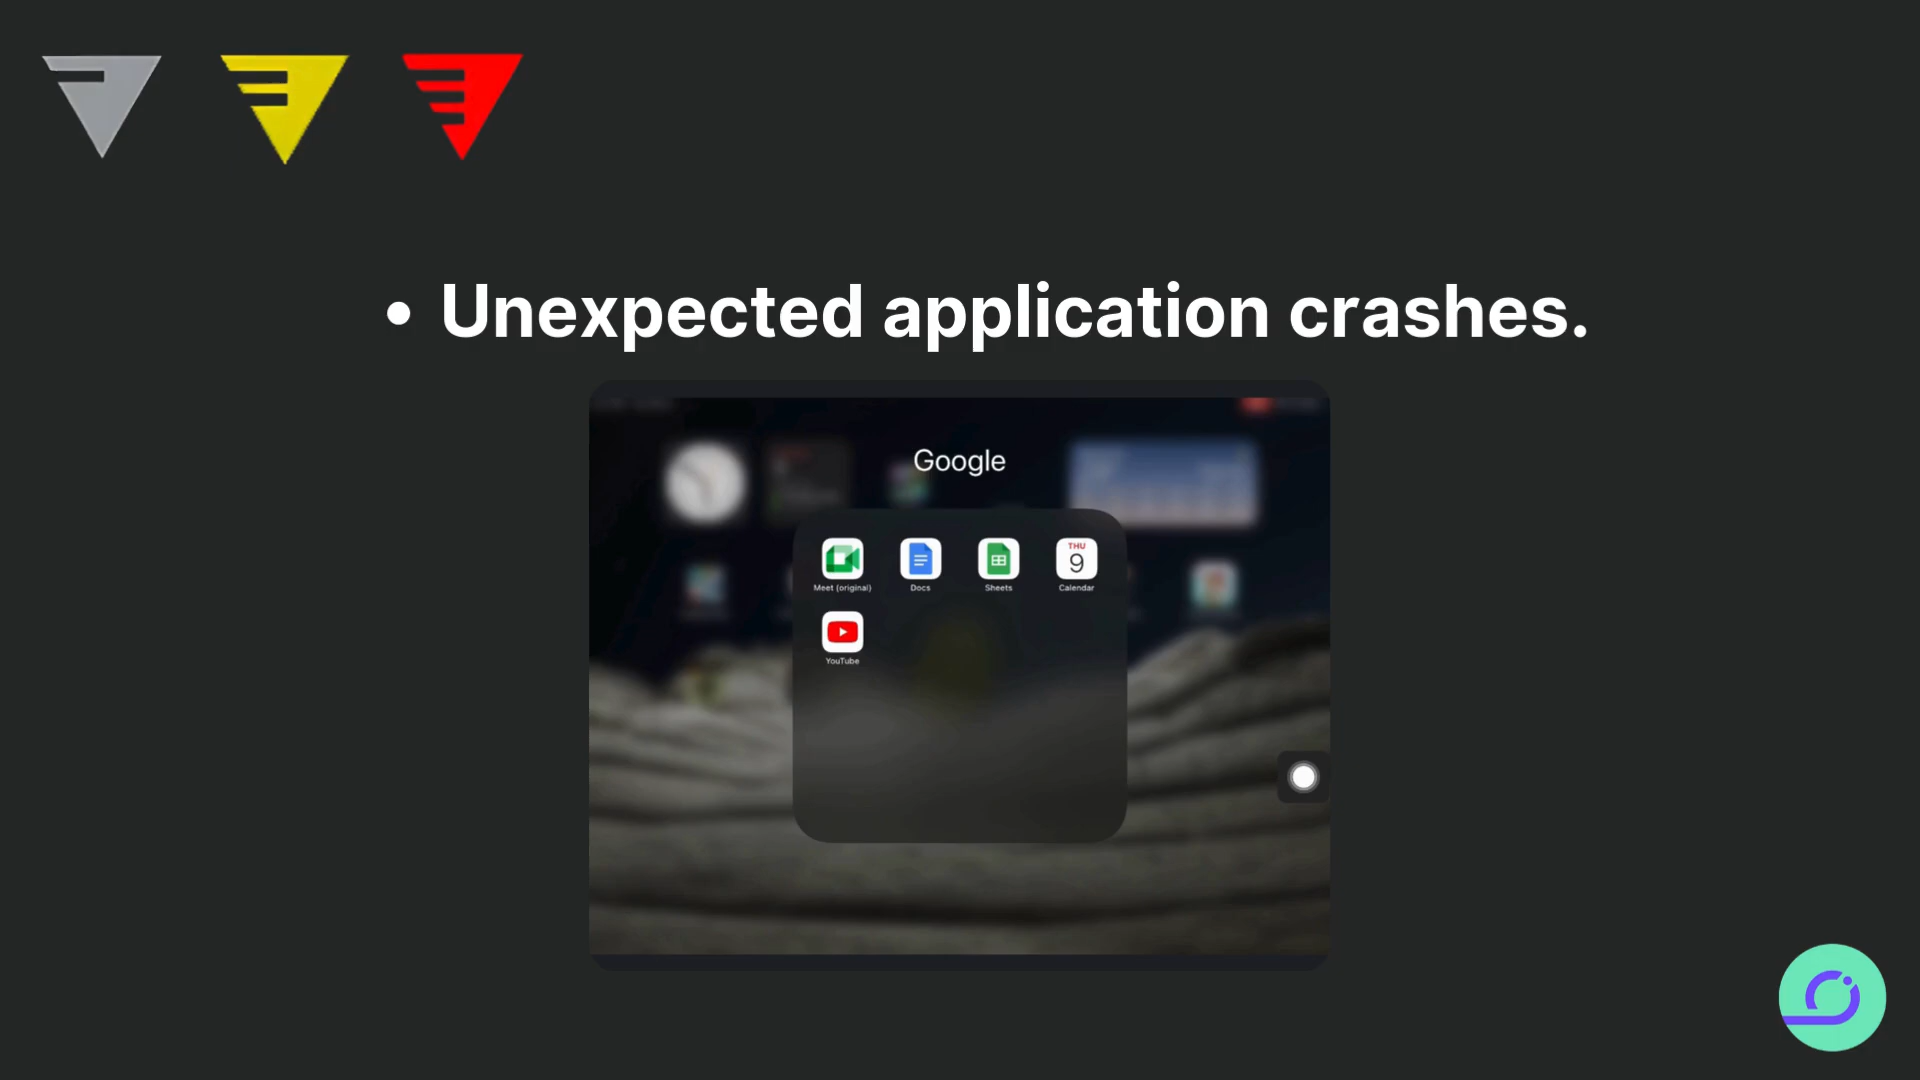 • Unexpected application crashes.
Google
Meet (original)
Docs
Sheets
THU
9
Calendar
YouTube